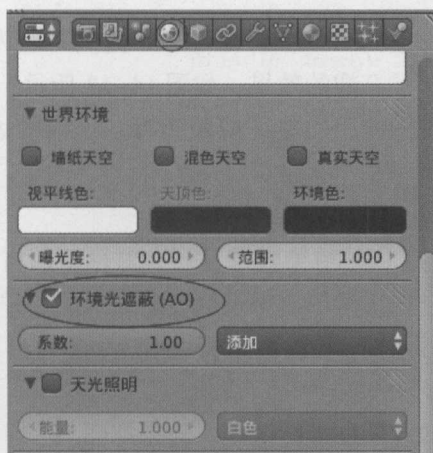 世界环境
墙纸天空 混色天空 真实天空
视平线色: 天顶色: 环境色:
曝光度: 0.000 范围: 1.000
环境光遮蔽 (AO)
系数: 1.00 添加
天光照明
能量: 1.000 白色